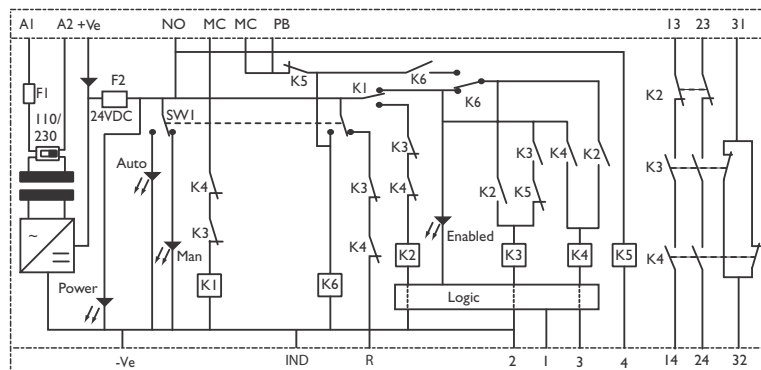 A1 A2 +Ve NO MC MC PB 13 23 31
F1 F2 K5 K6 K1 K6 K2
110/
230
24VDC SW1
Auto K4 K3 K3 K4 K2 K3
K3 K4 K2 K5
K3 Man K4 Enabled K4
Power K1 K6 K2 K3 K4 K5
Logic
-Ve IND R 2 1 3 4 14 24 32